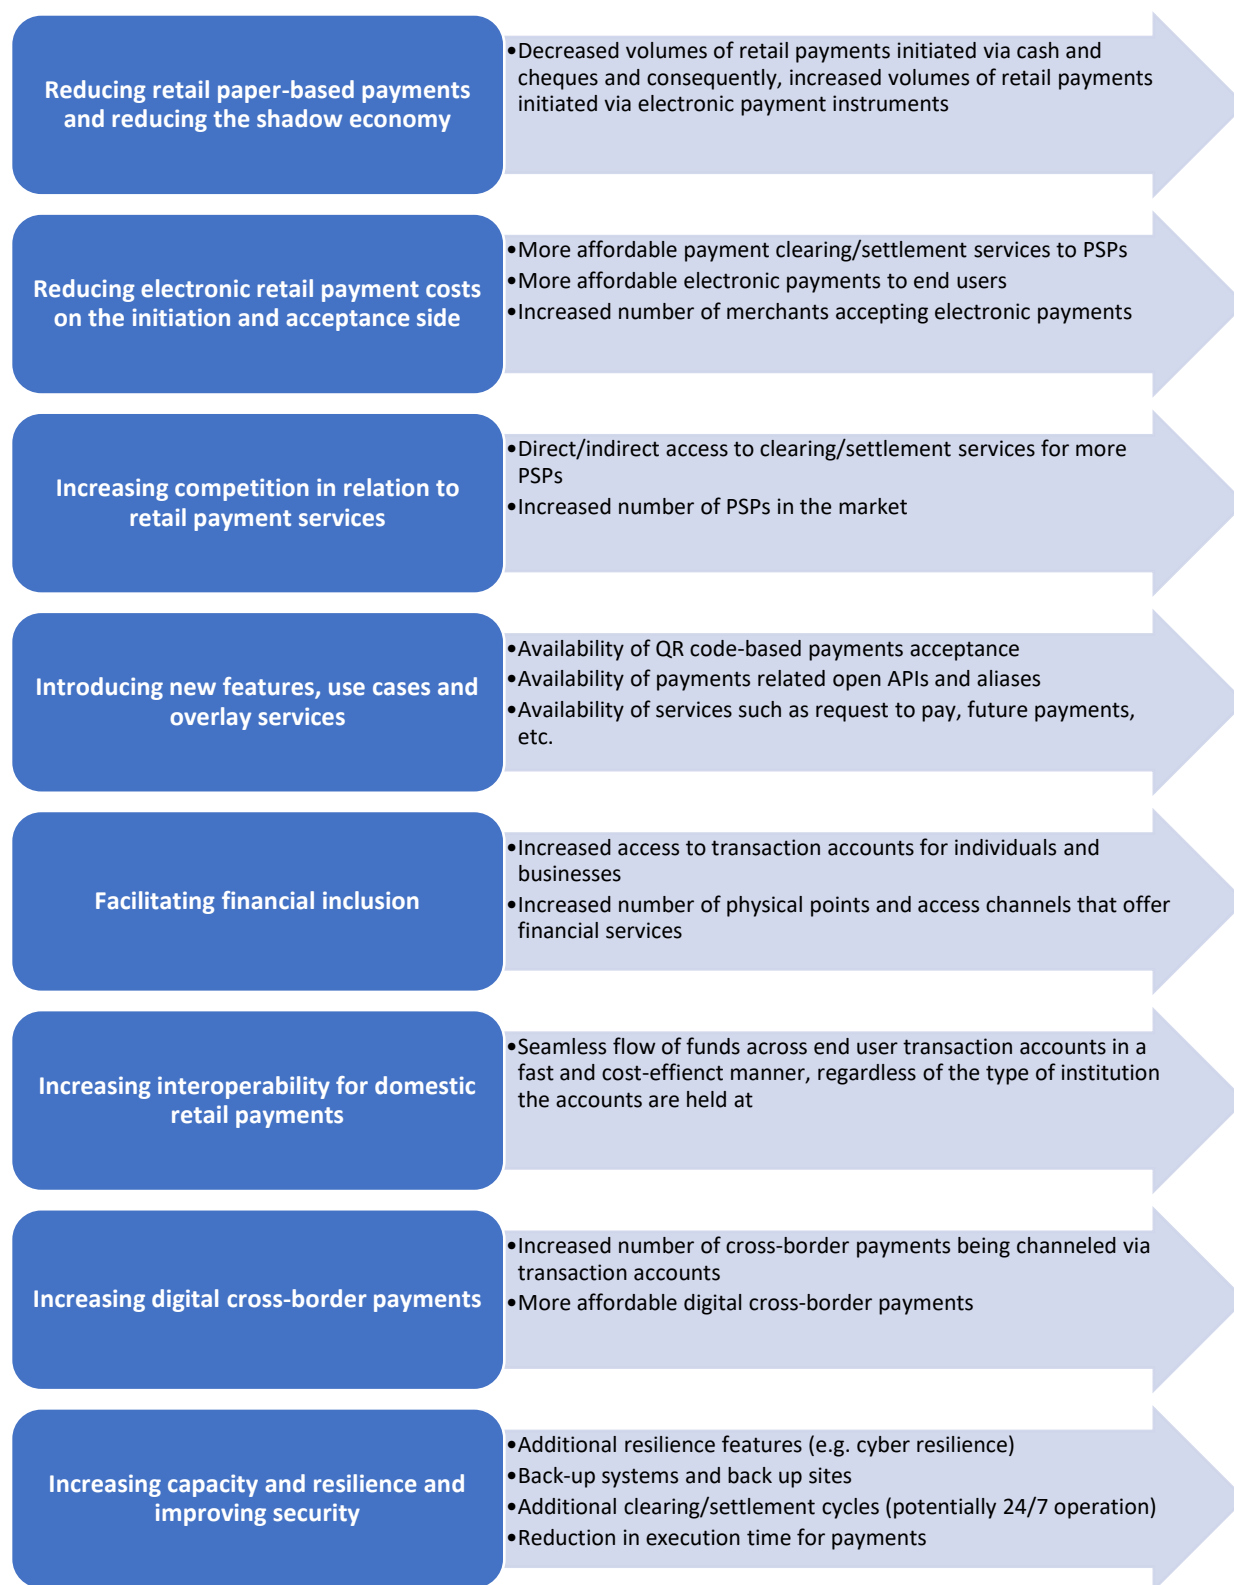 Reducing retail paper-based payments
and reducing the shadow economy
•Decreased volumes of retail payments initiated via cash and
cheques and consequently, increased volumes of retail payments
initiated via electronic payment instruments
Reducing electronic retail payment costs
on the initiation and acceptance side
•More affordable payment clearing/settlement services to PSPs
•More affordable electronic payments to end users
•Increased number of merchants accepting electronic payments
Increasing competition in relation to
retail payment services
•Direct/indirect access to clearing/settlement services for more
PSPs
•Increased number of PSPs in the market
Introducing new features, use cases and
overlay services
•Availability of QR code-based payments acceptance
•Availability of payments related open APIs and aliases
•Availability of services such as request to pay, future payments,
etc.
Facilitating financial inclusion
•Increased access to transaction accounts for individuals and
businesses
•Increased number of physical points and access channels that offer
financial services
Increasing interoperability for domestic
retail payments
•Seamless flow of funds across end user transaction accounts in a
fast and cost-effienct manner, regardless of the type of institution
the accounts are held at
Increasing digital cross-border payments
•Increased number of cross-border payments being channeled via
transaction accounts
•More affordable digital cross-border payments
Increasing capacity and resilience and
improving security
•Additional resilience features (e.g. cyber resilience)
•Back-up systems and back up sites
•Additional clearing/settlement cycles (potentially 24/7 operation)
•Reduction in execution time for payments